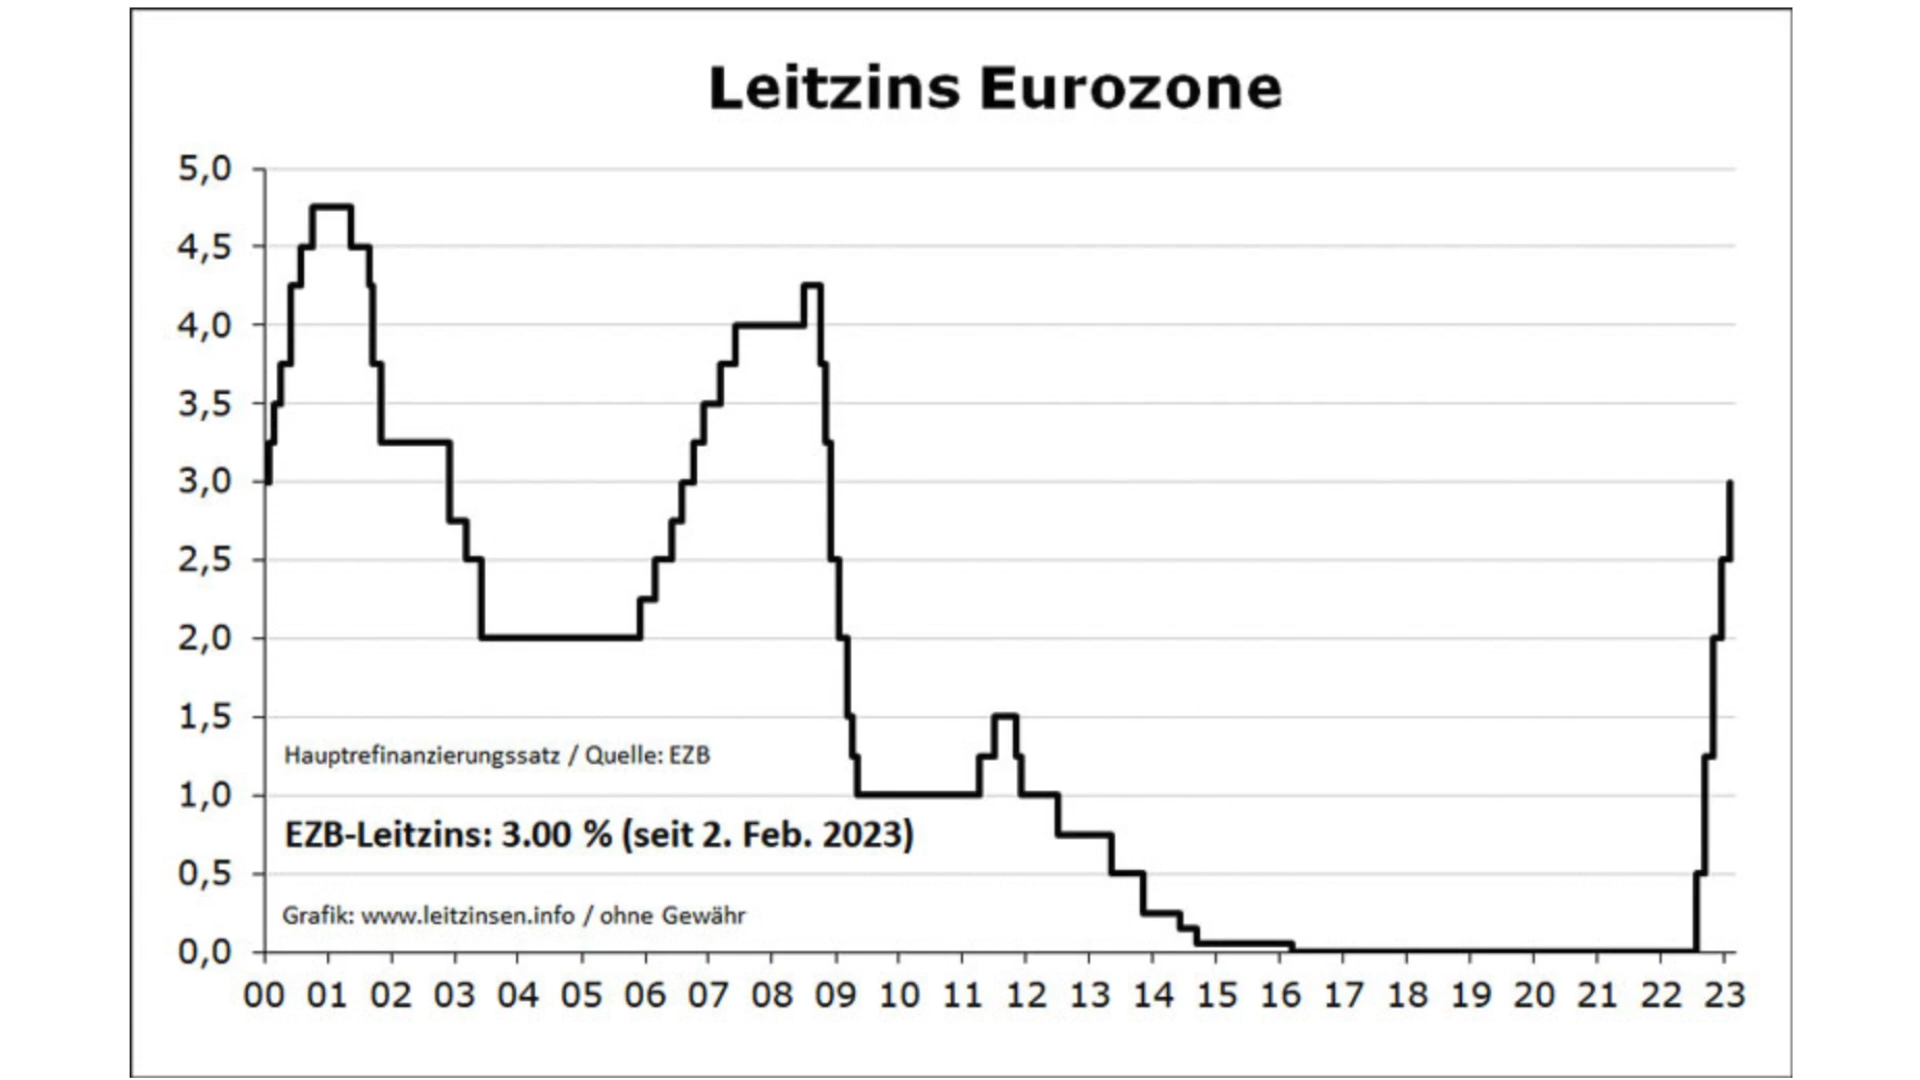 Leitzins Eurozone
5,0
4,5
4,0
3,5
3,0
2,5
2,0
1,5
Hauptrefinanzierungssatz / Quelle: EZB
1,0
EZB-Leitzins: 3.00 % (seit 2. Feb. 2023)
0,5
Grafik: www.leitzinsen.info / ohne Gewähr
0,0
00 01 02 03 04 05 06 07 08 09 10 11 12 13 14 15 16 17 18 19 20 21 22 23